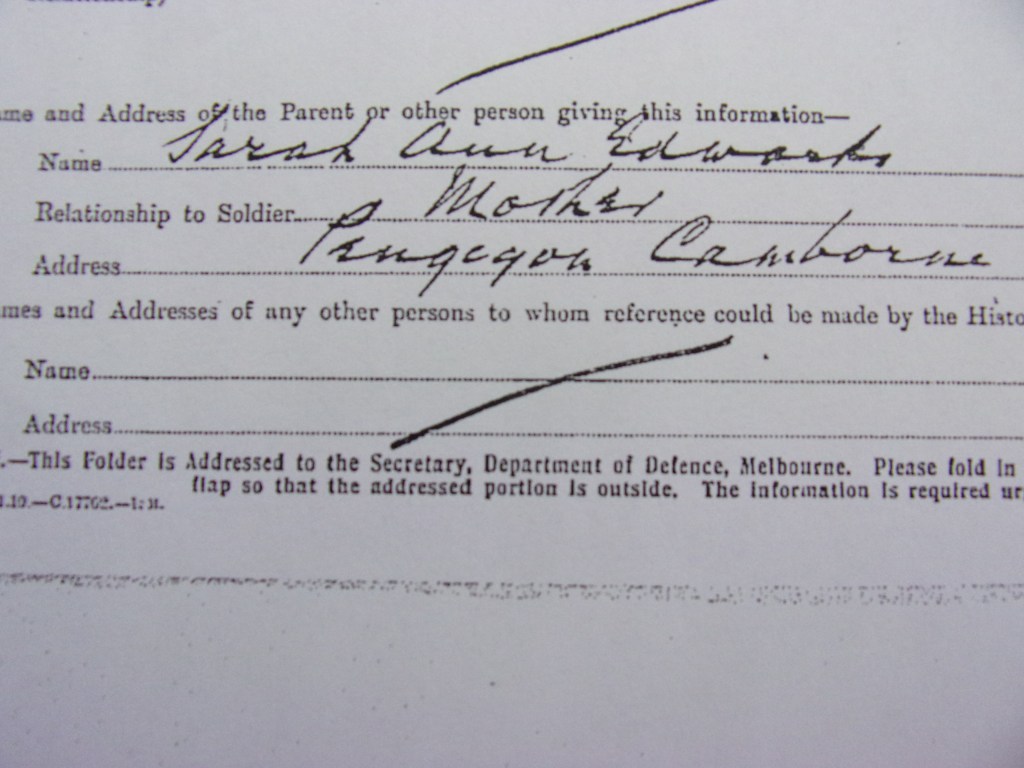 me and Address of the Parent or other person giving this information—
Name Sarah Ann Edwards
Relationship to Soldier Mother
Address Pengegon Camborne
mes and Addresses of any other persons to whom reference could be made by the Histo
Name
Address
.—This Folder is Addressed to the Secretary, Department of Defence, Melbourne. Please fold in
flap so that the addressed portion is outside. The information is required ur
.19.—C.17702.—